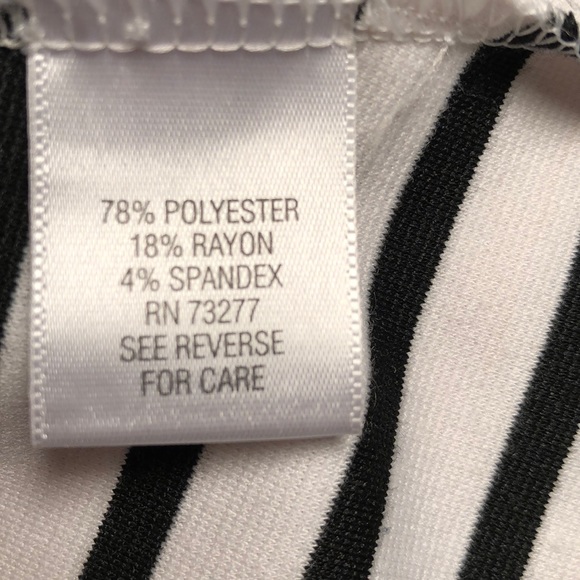 78% POLYESTER
18% RAYON
4% SPANDEX
RN 73277
SEE REVERSE
FOR CARE